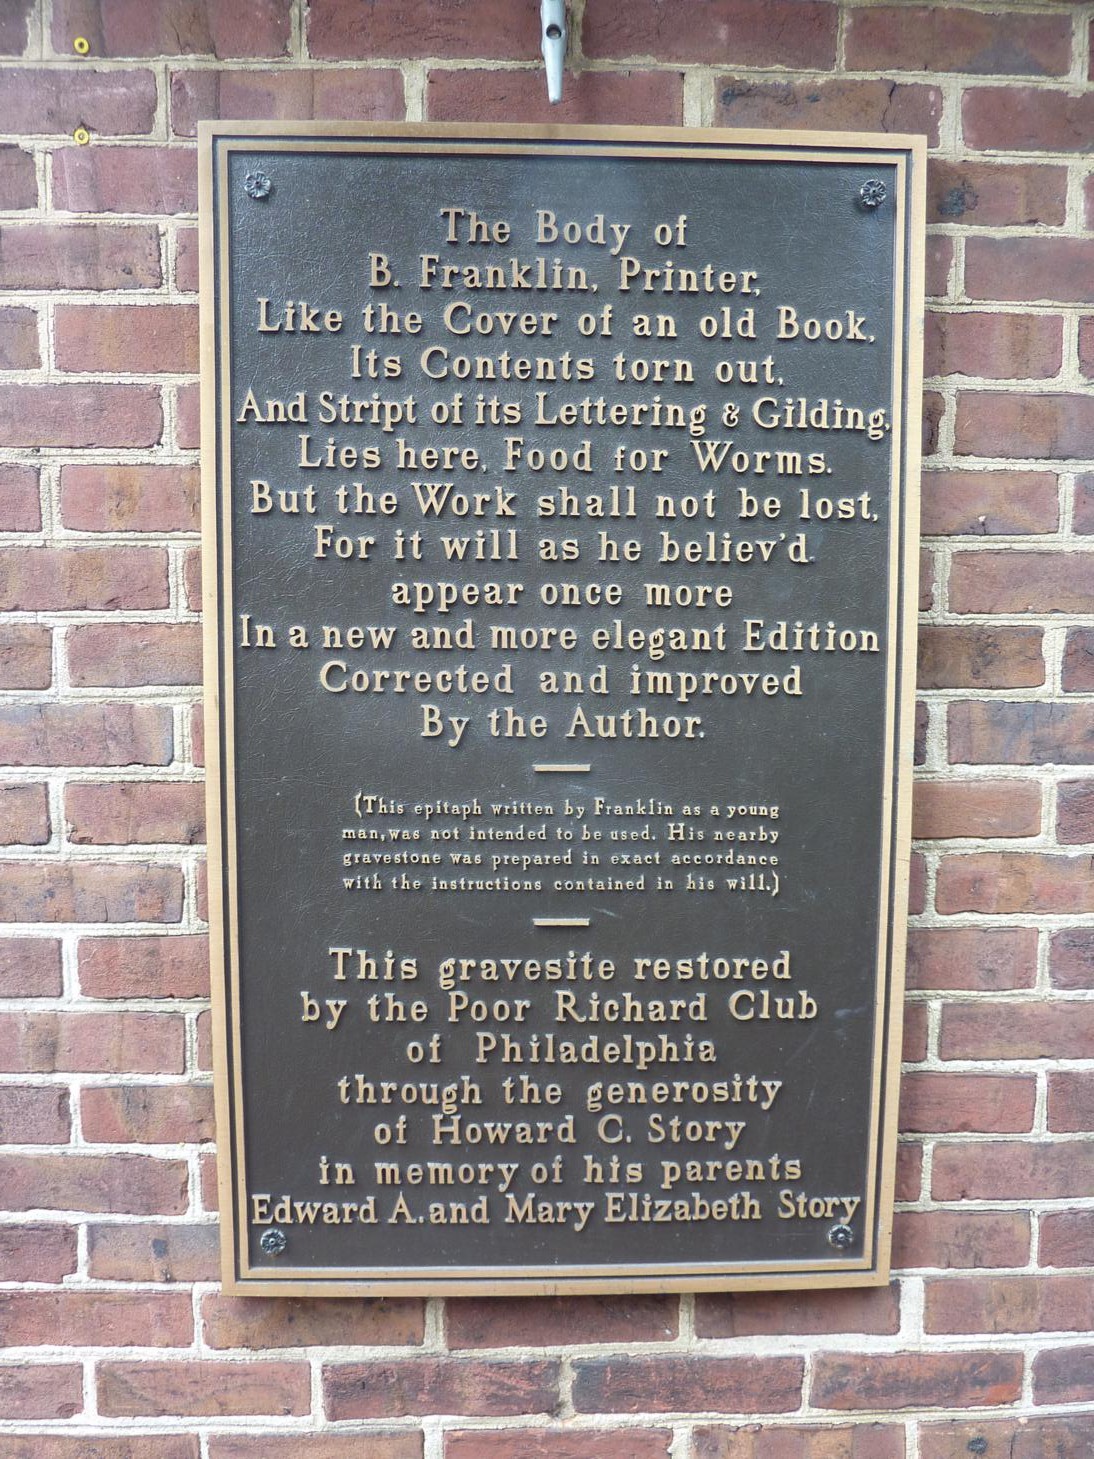 The Body of
B. Franklin, Printer,
Like the Cover of an old Book,
Its Contents torn out,
And Stript of its Lettering & Gilding,
Lies here, Food for Worms.
But the Work shall not be lost,
For it will as he believ'd
appear once more
In a new and more elegant Edition
Corrected and improved
By the Author.
(This epitaph written by Franklin as a young
man, was not intended to be used. His nearby
gravestone was prepared in exact accordance
with the instructions contained in his will.)
This gravesite restored
by the Poor Richard Club
of Philadelphia
through the generosity
of Howard C. Story
in memory of his parents
Edward A. and Mary Elizabeth Story